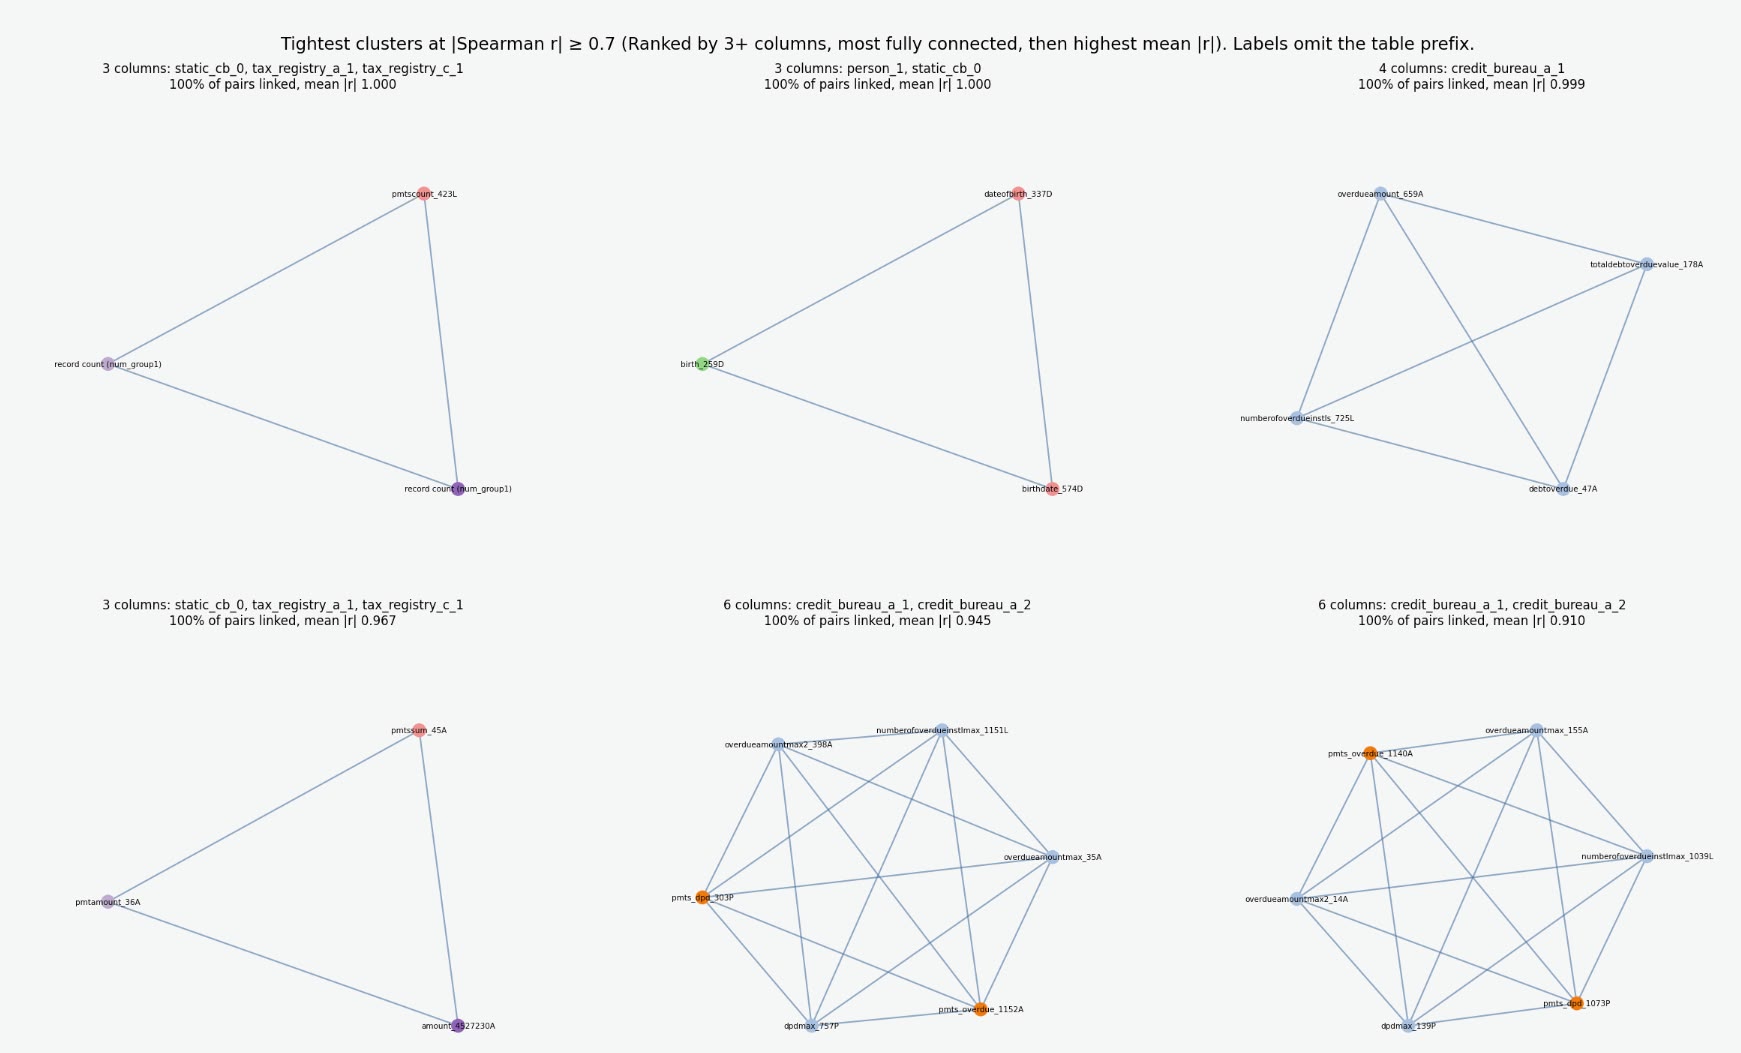 Tightest clusters at |Spearman r| ≥ 0.7 (Ranked by 3+ columns, most fully connected, then highest mean |r|). Labels omit the table prefix.
3 columns: static_cb_0, tax_registry_a_1, tax_registry_c_1
100% of pairs linked, mean |r| 1.000
pmtscount_423L
record count (num_group1)
record count (num_group1)
3 columns: person_1, static_cb_0
100% of pairs linked, mean |r| 1.000
dateofbirth_337D
birth_259D
birthdate_574D
4 columns: credit_bureau_a_1
100% of pairs linked, mean |r| 0.999
overdueamount_659A
totaldebtoverduevalue_178A
numberofoverdueinstls_725L
debtoverdue_47A
3 columns: static_cb_0, tax_registry_a_1, tax_registry_c_1
100% of pairs linked, mean |r| 0.967
pmtssum_45A
pmtamount_36A
amount_4527230A
6 columns: credit_bureau_a_1, credit_bureau_a_2
100% of pairs linked, mean |r| 0.945
numberofoverdueinstlmax_1151L
overdueamountmax2_398A
overdueamountmax_35A
pmts_dpd_303P
pmts_overdue_1152A
dpdmax_757P
6 columns: credit_bureau_a_1, credit_bureau_a_2
100% of pairs linked, mean |r| 0.910
overdueamountmax_155A
pmts_overdue_1140A
numberofoverdueinstlmax_1039L
overdueamountmax2_14A
pmts_dpd_1073P
dpdmax_139P